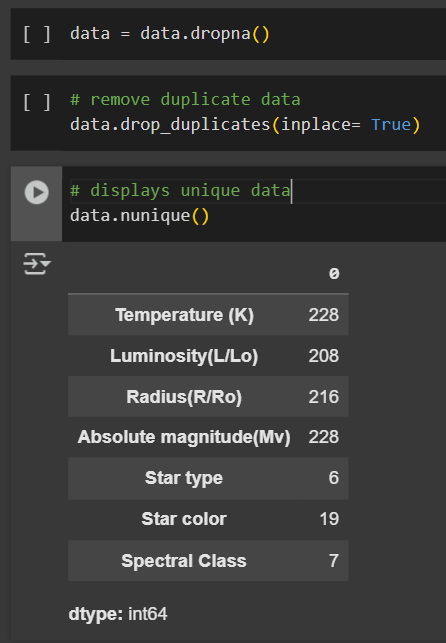 [ ] data = data.dropna()
[ ] # remove duplicate data
data.drop_duplicates(inplace= True)
# displays unique data
data.nunique()
0
Temperature (K) 228
Luminosity(L/Lo) 208
Radius(R/Ro) 216
Absolute magnitude(Mv) 228
Star type 6
Star color 19
Spectral Class 7
dtype: int64